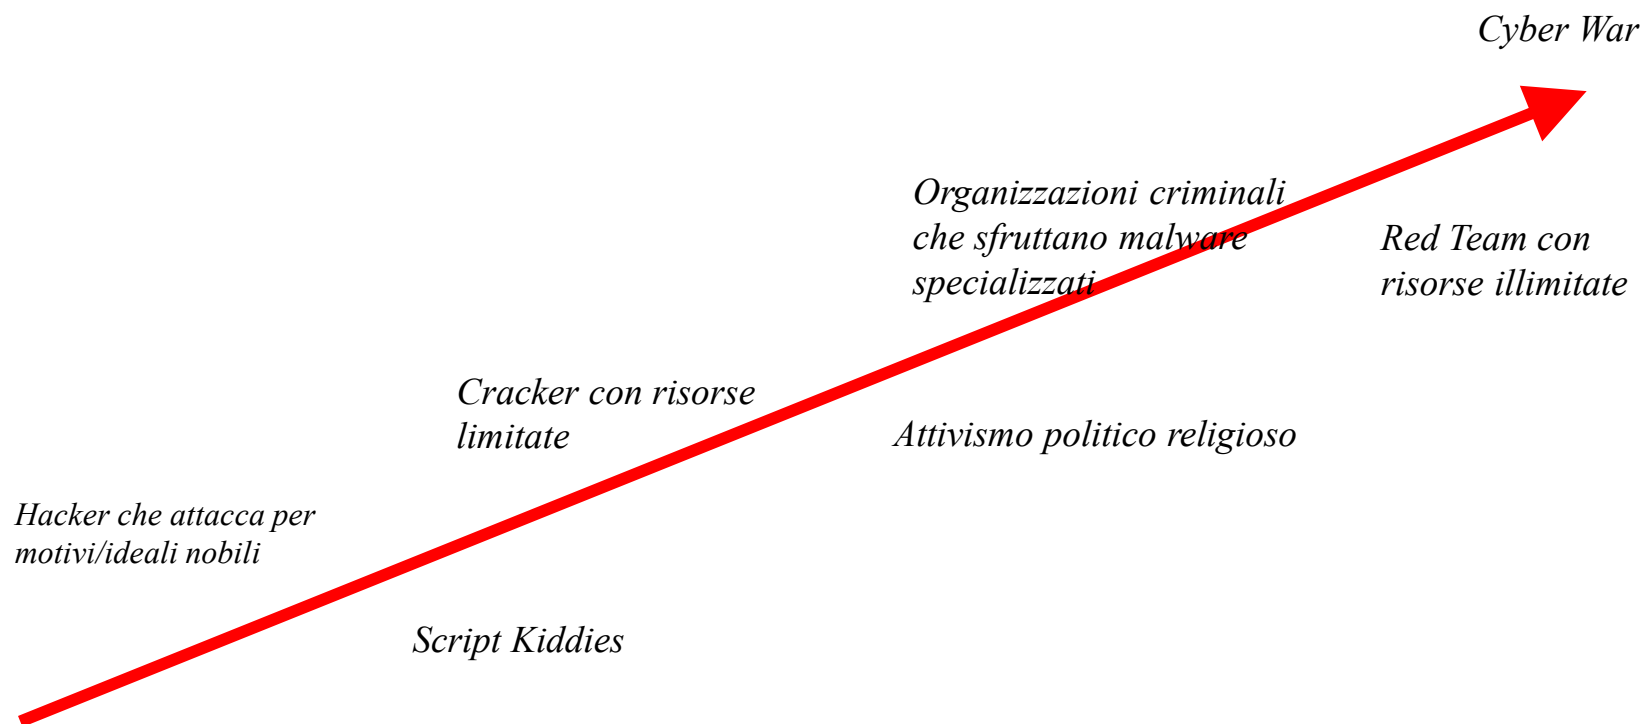 Cyber War
Organizzazioni criminali
che sfruttano malware
specializzati
Red Team con
risorse illimitate
Cracker con risorse
limitate
Attivismo politico religioso
Hacker che attacca per
motivi/ideali nobili
Script Kiddies